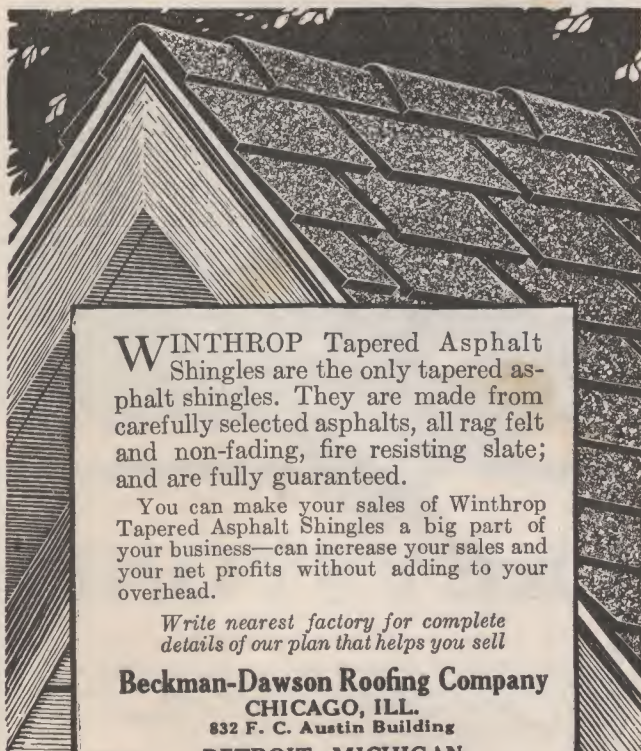 WINTHROP Tapered Asphalt
Shingles are the only tapered as-
phalt shingles. They are made from
carefully selected asphalts, all rag felt
and non-fading, fire resisting slate;
and are fully guaranteed.
You can make your sales of Winthrop
Tapered Asphalt Shingles a big part of
your business—can increase your sales and
your net profits without adding to your
overhead.
Write nearest factory for complete
details of our plan that helps you sell
Beckman-Dawson Roofing Company
CHICAGO, ILL.
832 F. C. Austin Building
DETROIT, MICHIGAN